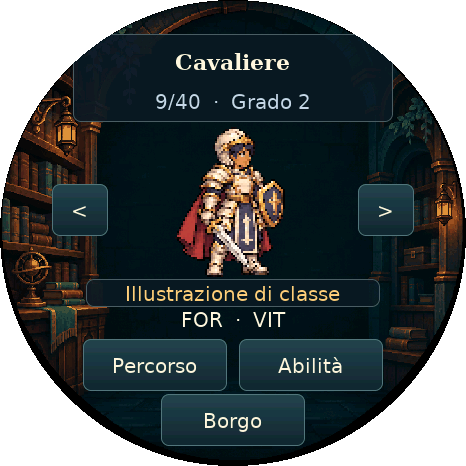 Cavaliere
9/40 · Grado 2
< >
Illustrazione di classe
FOR · VIT
Percorso Abilità
Borgo